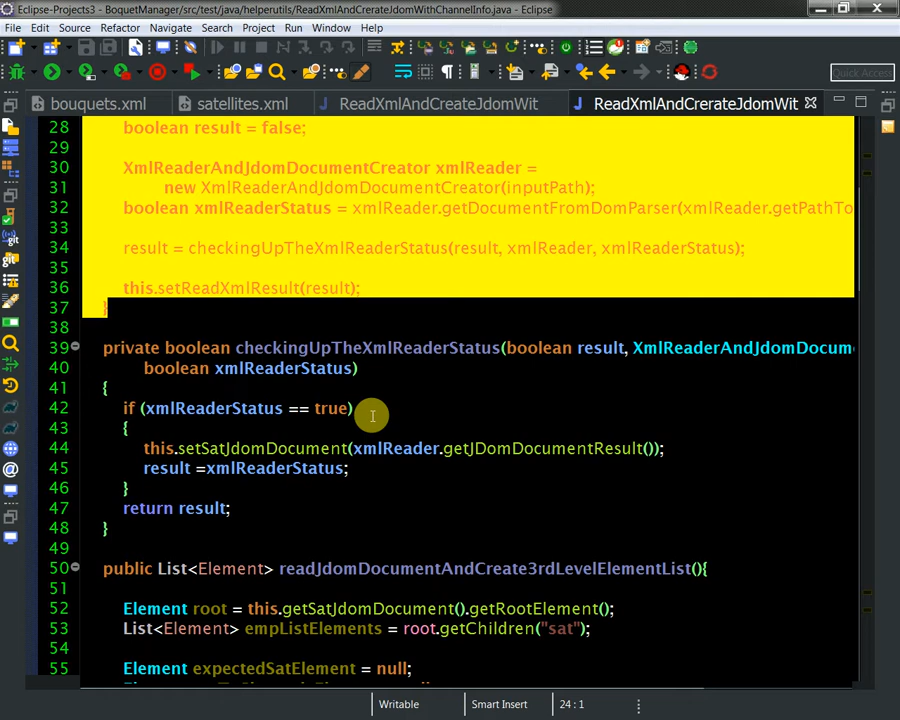 Eclipse-Projects3 - BoquetManager/src/test/java/helperutils/ReadXmlAndCrerateJdomWithChannelInfo.java - Eclipse
File Edit Source Refactor Navigate Search Project Run Window Help
Quick Access
bouquets.xml satellites.xml ReadXmlAndCreateJdomWit ReadXmlAndCrerateJdomWit
28 boolean result = false;
29
30 XmlReaderAndJdomDocumentCreator xmlReader =
31 new XmlReaderAndJdomDocumentCreator(inputPath);
32 boolean xmlReaderStatus = xmlReader.getDocumentFromDomParser(xmlReader.getPathTo
33
34 result = checkingUpTheXmlReaderStatus(result, xmlReader, xmlReaderStatus);
35
36 this.setReadXmlResult(result);
37 }
38
39 private boolean checkingUpTheXmlReaderStatus(boolean result, XmlReaderAndJdomDocum
40 boolean xmlReaderStatus)
41 {
42 if (xmlReaderStatus == true)
43 {
44 this.setSatJdomDocument(xmlReader.getJDomDocumentResult());
45 result =xmlReaderStatus;
46 }
47 return result;
48 }
49
50 public List<Element> readJdomDocumentAndCreate3rdLevelElementList(){
51
52 Element root = this.getSatJdomDocument().getRootElement();
53 List<Element> empListElements = root.getChildren("sat");
54
55 Element expectedSatElement = null;
Writable Smart Insert 24 : 1